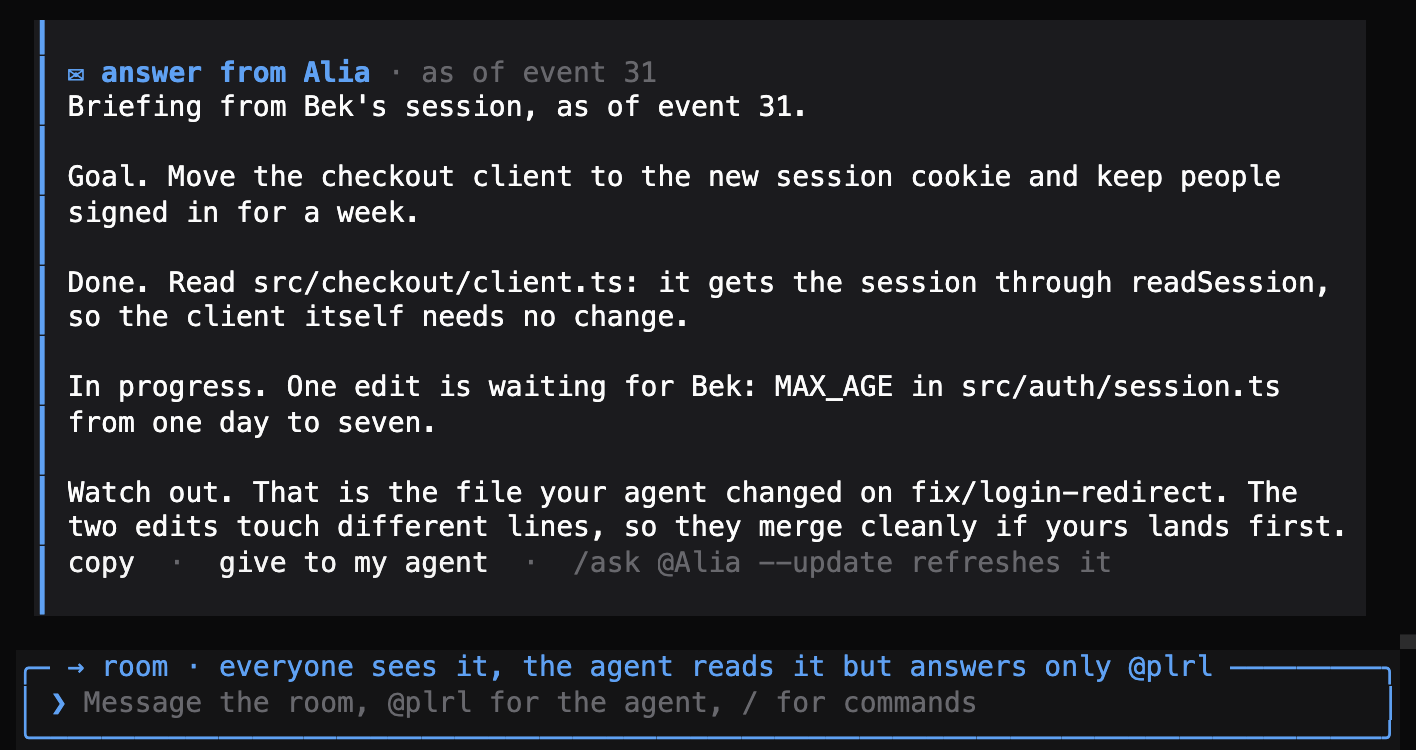 ✉ answer from Alia · as of event 31
Briefing from Bek's session, as of event 31.
Goal. Move the checkout client to the new session cookie and keep people
signed in for a week.
Done. Read src/checkout/client.ts: it gets the session through readSession,
so the client itself needs no change.
In progress. One edit is waiting for Bek: MAX_AGE in src/auth/session.ts
from one day to seven.
Watch out. That is the file your agent changed on fix/login-redirect. The
two edits touch different lines, so they merge cleanly if yours lands first.
copy · give to my agent · /ask @Alia --update refreshes it
→ room · everyone sees it, the agent reads it but answers only @plrl
❯ Message the room, @plrl for the agent, / for commands